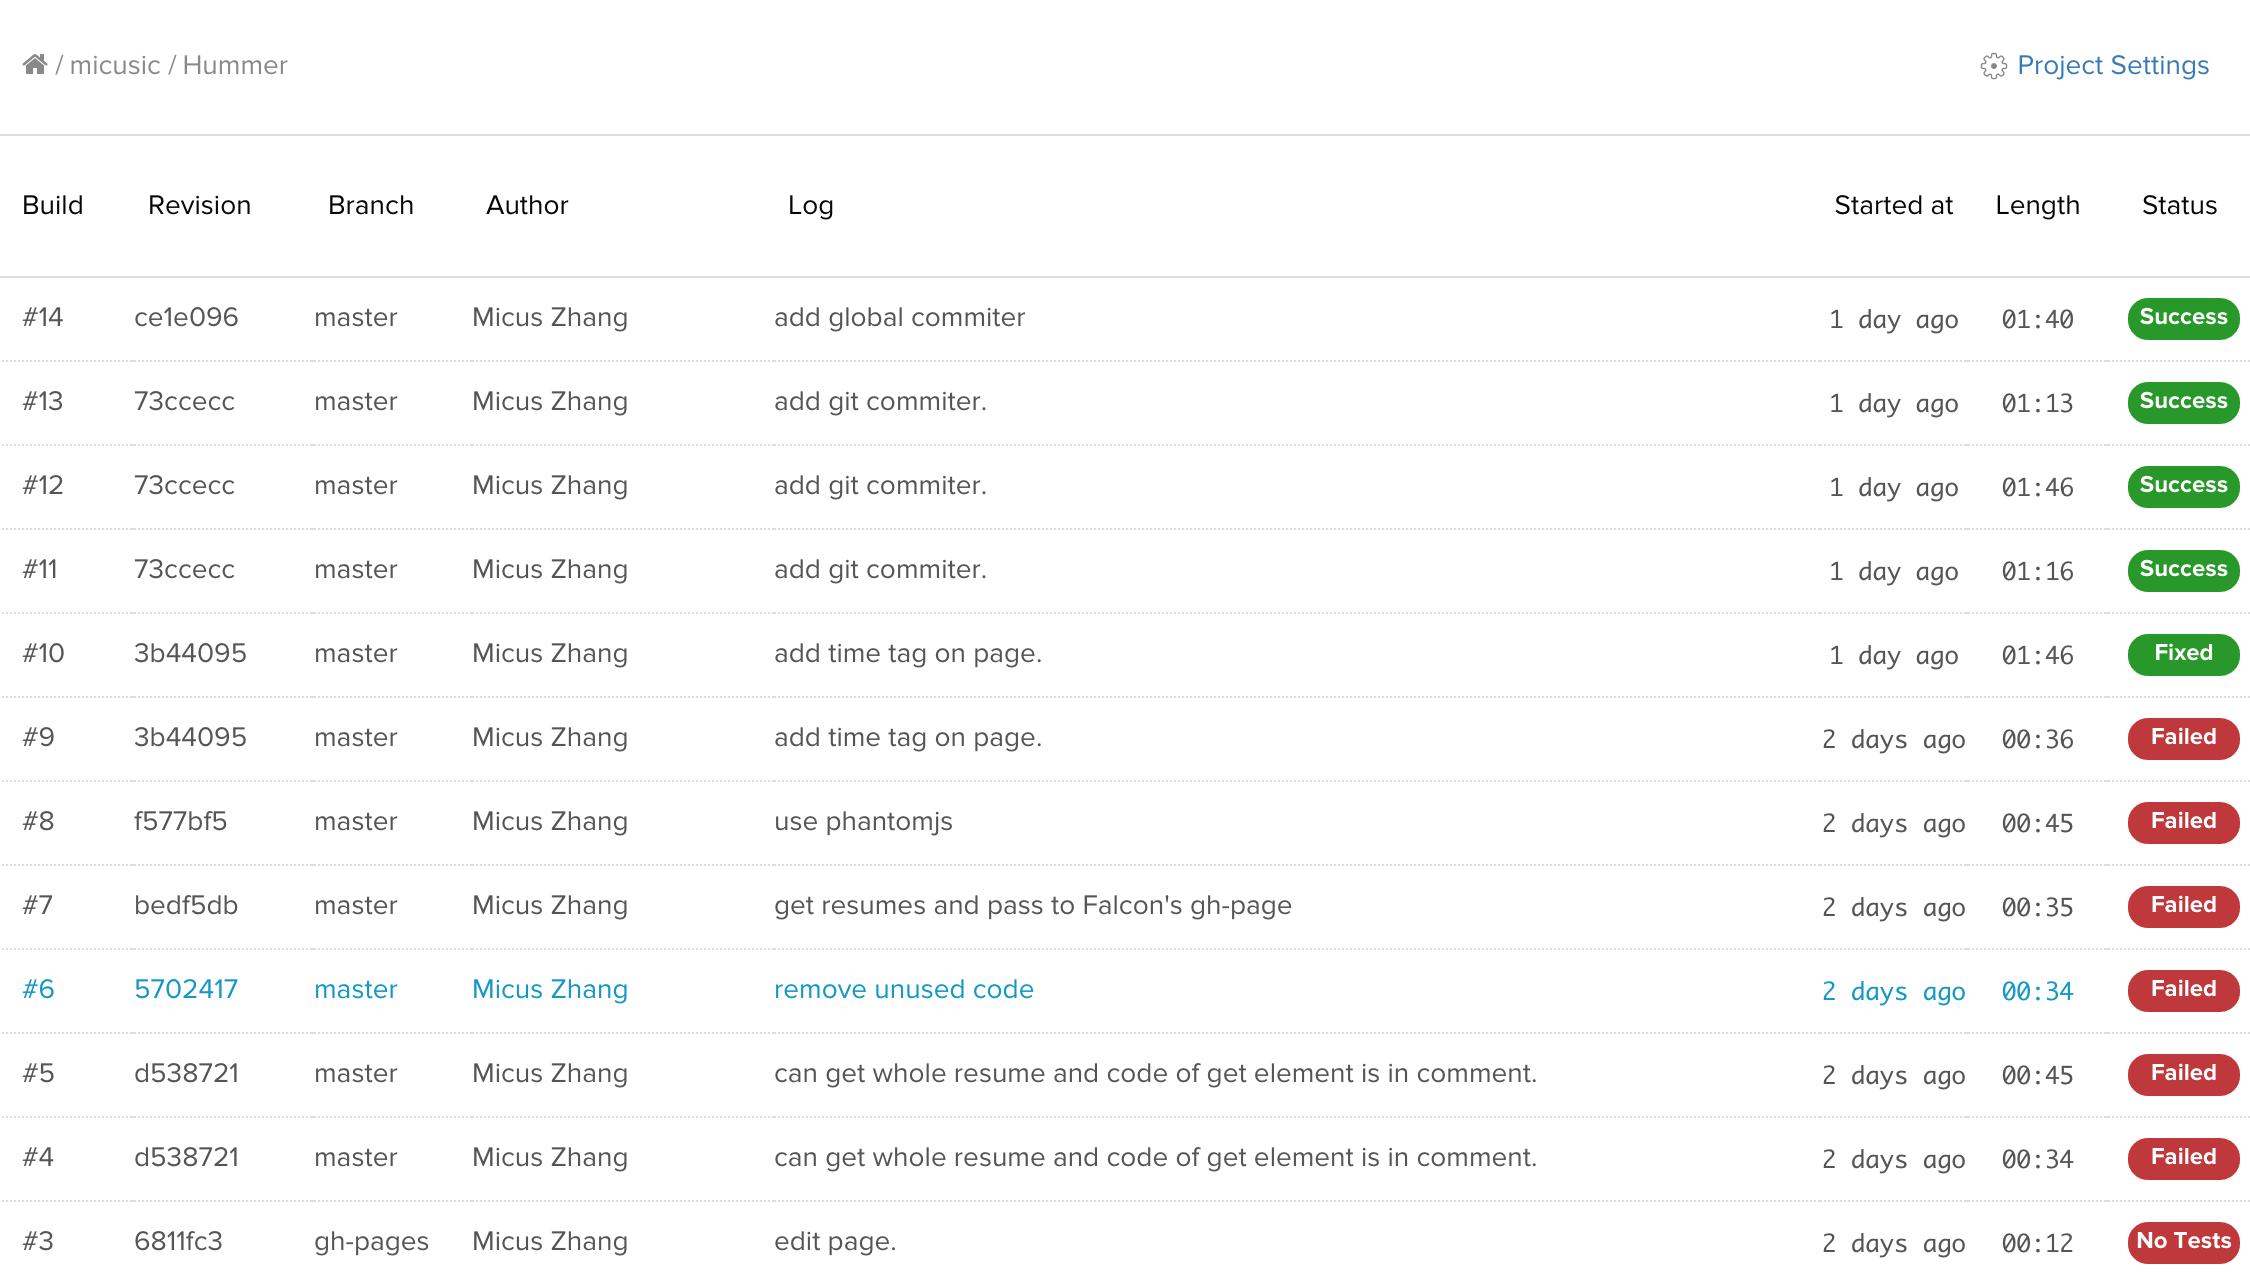 / micusic / Hummer Project Settings
Build Revision Branch Author Log Started at Length Status
#14 ce1e096 master Micus Zhang add global commiter 1 day ago 01:40 Success
#13 73ccecc master Micus Zhang add git commiter. 1 day ago 01:13 Success
#12 73ccecc master Micus Zhang add git commiter. 1 day ago 01:46 Success
#11 73ccecc master Micus Zhang add git commiter. 1 day ago 01:16 Success
#10 3b44095 master Micus Zhang add time tag on page. 1 day ago 01:46 Fixed
#9 3b44095 master Micus Zhang add time tag on page. 2 days ago 00:36 Failed
#8 f577bf5 master Micus Zhang use phantomjs 2 days ago 00:45 Failed
#7 bedf5db master Micus Zhang get resumes and pass to Falcon's gh-page 2 days ago 00:35 Failed
#6 5702417 master Micus Zhang remove unused code 2 days ago 00:34 Failed
#5 d538721 master Micus Zhang can get whole resume and code of get element is in comment. 2 days ago 00:45 Failed
#4 d538721 master Micus Zhang can get whole resume and code of get element is in comment. 2 days ago 00:34 Failed
#3 6811fc3 gh-pages Micus Zhang edit page. 2 days ago 00:12 No Tests